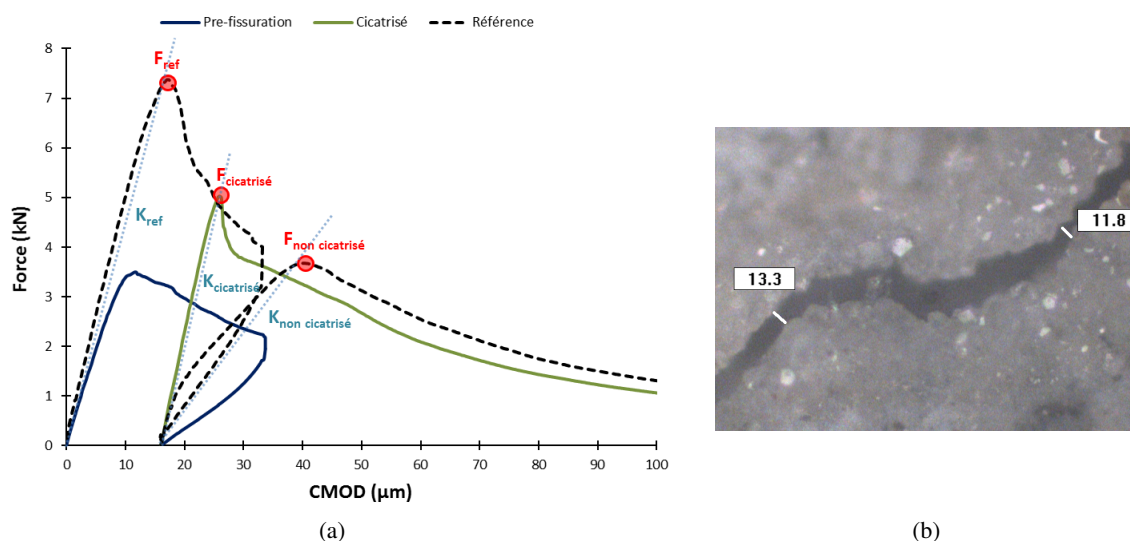 Pre-fissuration Cicatrisé Référence
8
7
6
5
4
3
2
1
0
Force (kN)
F_ref
F_cicatrisé
F_non cicatrisé
K_ref
K_cicatrisé
K_non cicatrisé
0 10 20 30 40 50 60 70 80 90 100
CMOD (µm)
(a)
11.8
13.3
(b)